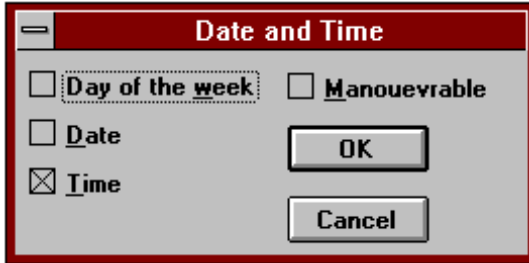 Date and Time
Day of the week
Manouevrable
Date
OK
Time
Cancel